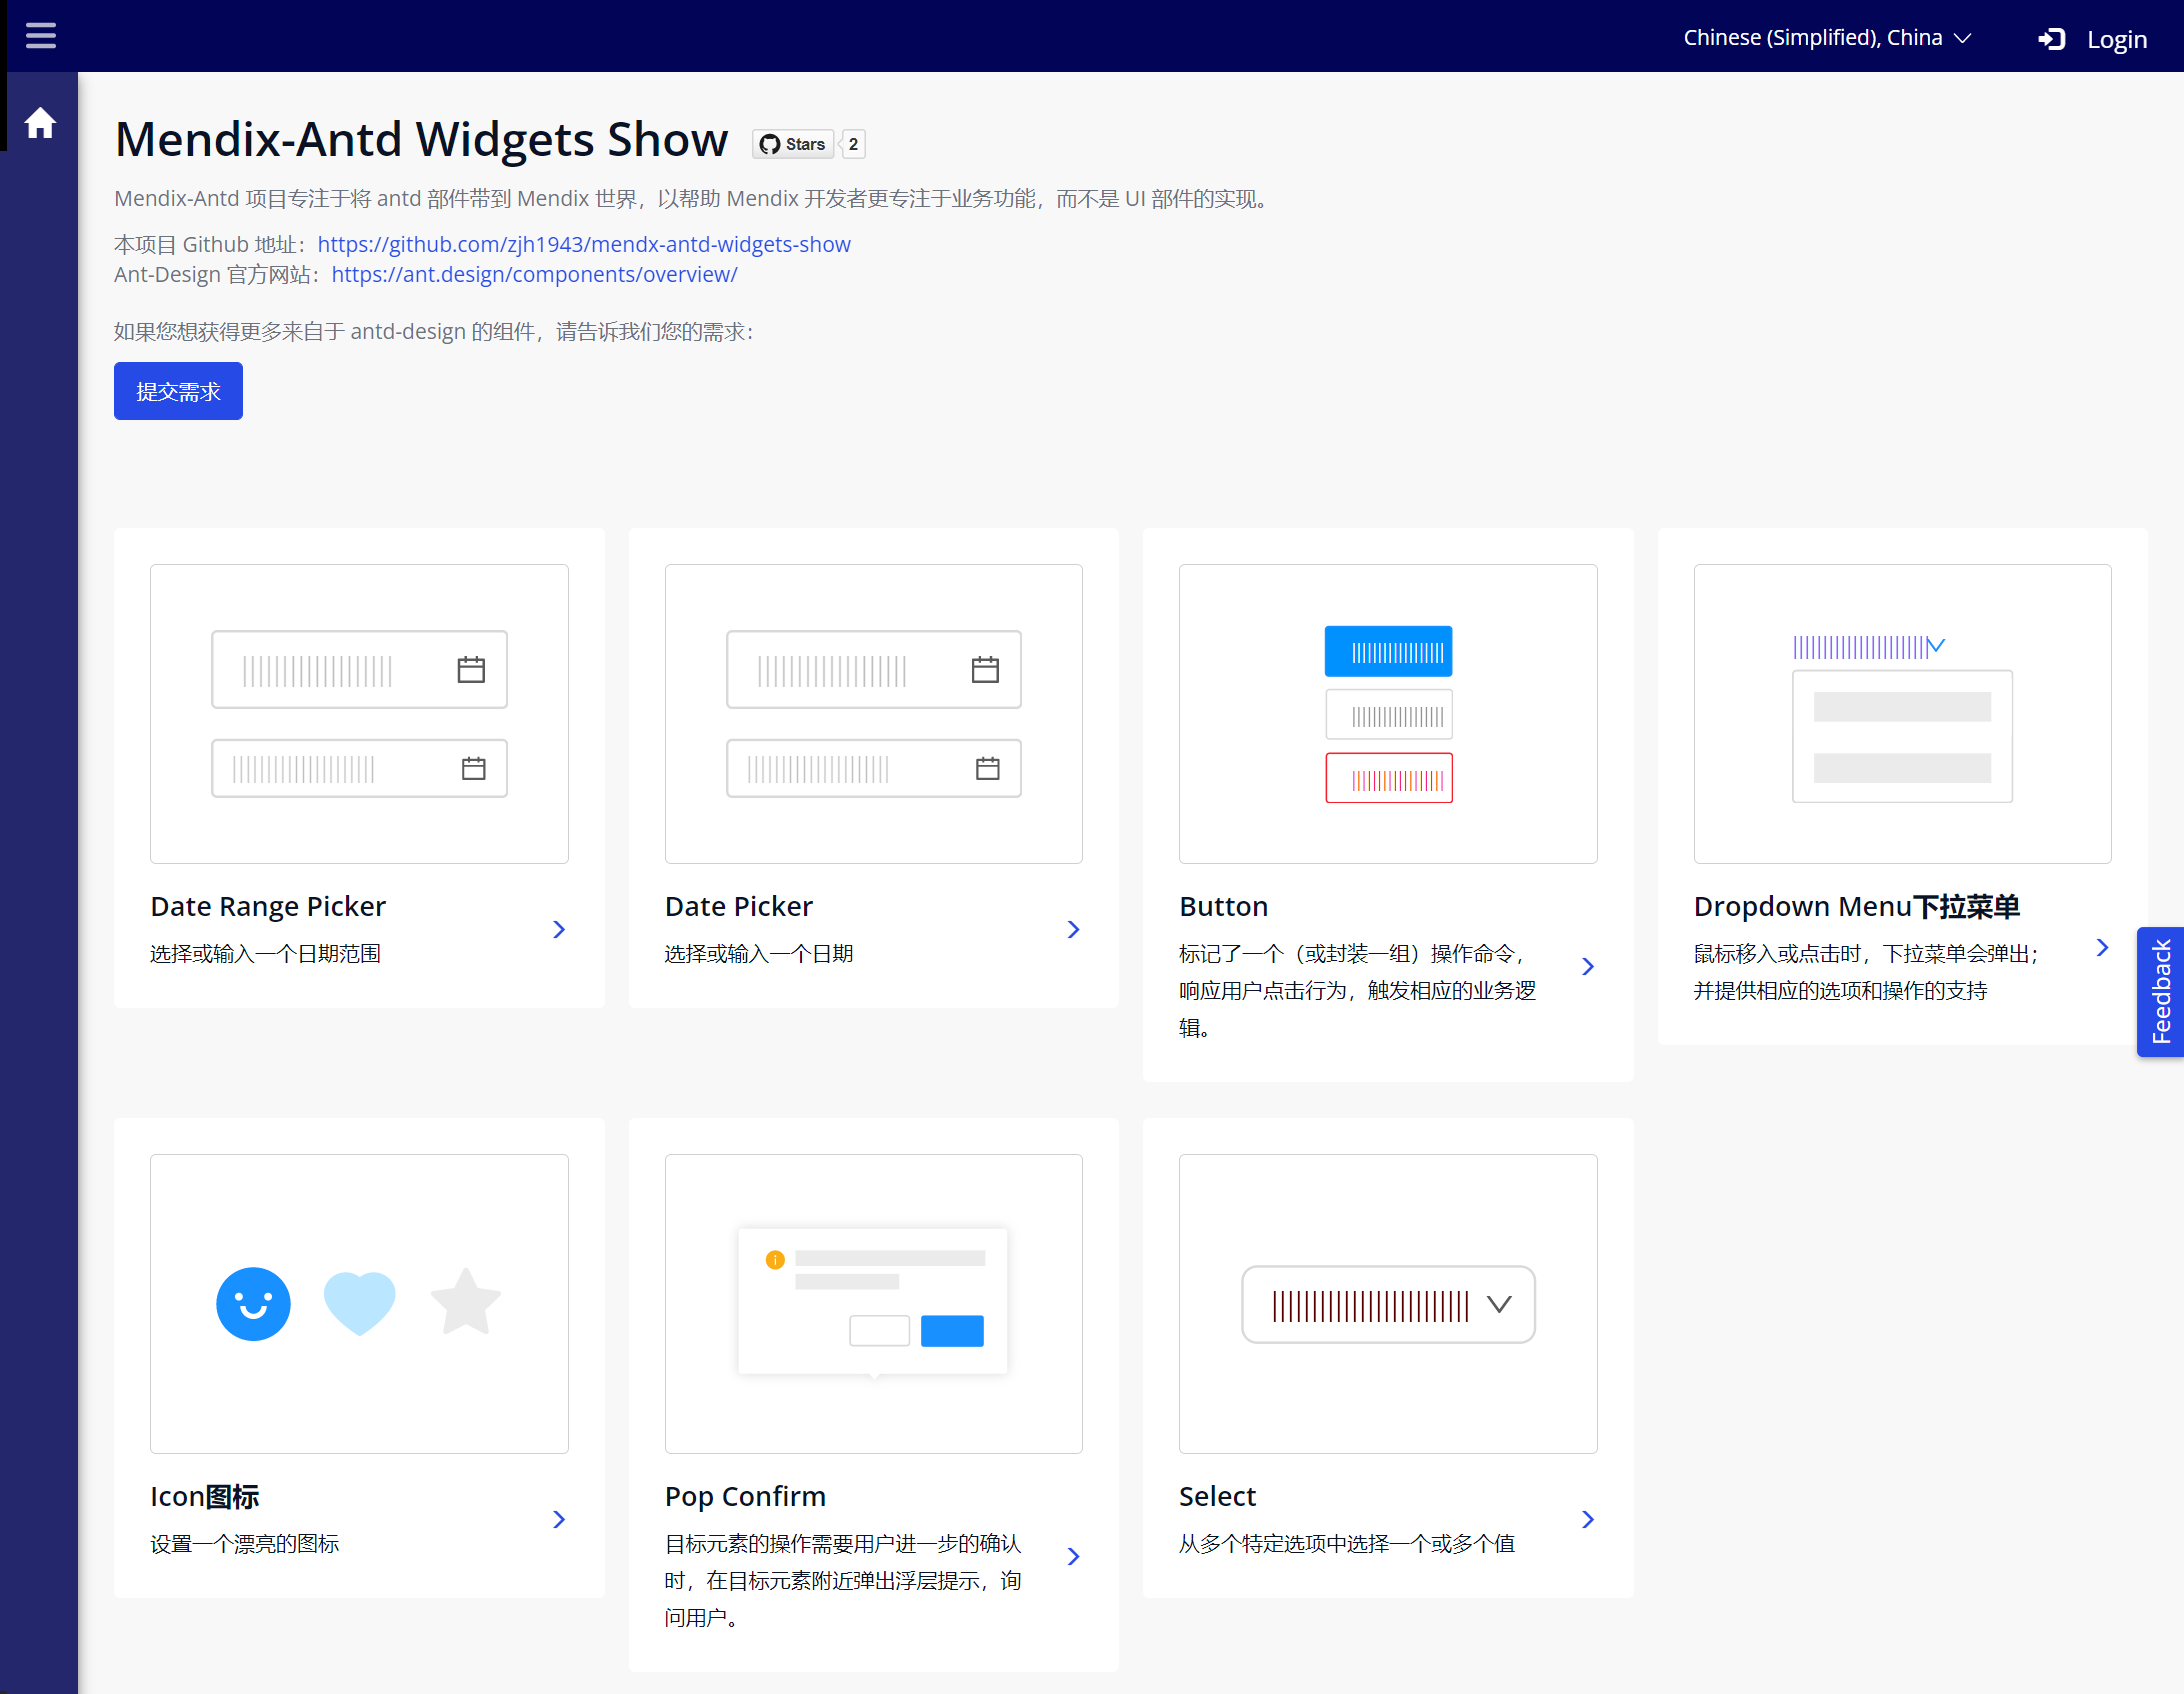 Chinese (Simplified), China
Login
Mendix-Antd Widgets Show
Stars 2
Mendix-Antd 项目专注于将 antd 部件带到 Mendix 世界，以帮助 Mendix 开发者更专注于业务功能，而不是 UI 部件的实现。
本项目 Github 地址：https://github.com/zjh1943/mendx-antd-widgets-show
Ant-Design 官方网站：https://ant.design/components/overview/
如果您想获得更多来自于 antd-design 的组件，请告诉我们您的需求：
提交需求
Date Range Picker
选择或输入一个日期范围
Date Picker
选择或输入一个日期
Button
标记了一个（或封装一组）操作命令，
响应用户点击行为，触发相应的业务逻
辑。
Dropdown Menu下拉菜单
鼠标移入或点击时，下拉菜单会弹出；
并提供相应的选项和操作的支持
Feedback
Icon图标
设置一个漂亮的图标
Pop Confirm
目标元素的操作需要用户进一步的确认
时，在目标元素附近弹出浮层提示，询
问用户。
Select
从多个特定选项中选择一个或多个值